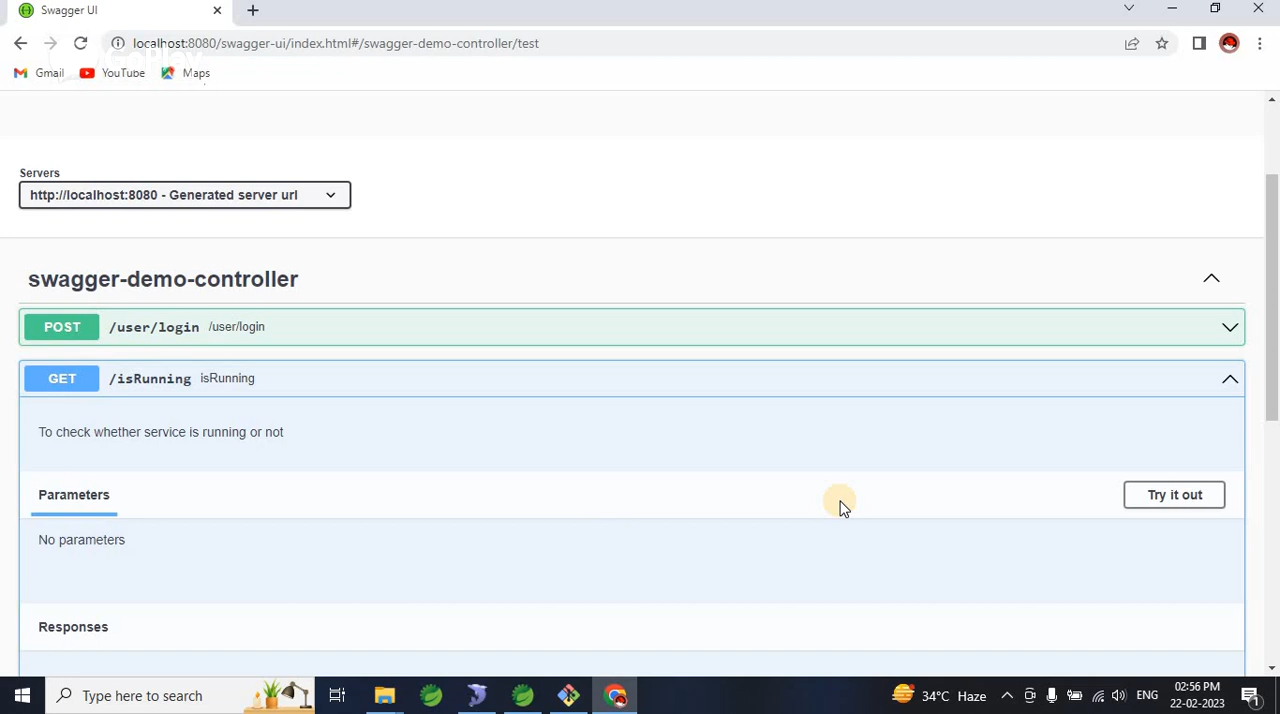 Swagger UI
localhost:8080/swagger-ui/index.html#/swagger-demo-controller/test
GoPlay
Gmail YouTube Maps
Servers
http://localhost:8080 - Generated server url
swagger-demo-controller
POST /user/login /user/login
GET /isRunning isRunning
To check whether service is running or not
Parameters Try it out
No parameters
Responses
Type here to search 34°C Haze ENG 02:56 PM
22-02-2023 1